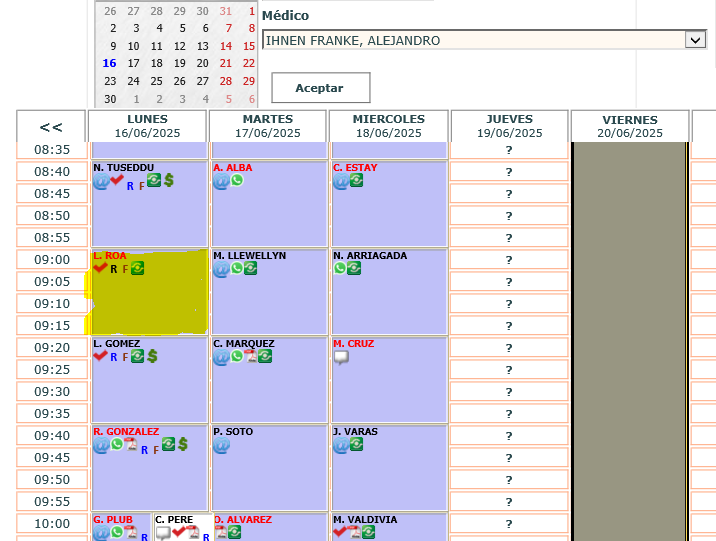 26 27 28 29 30 31 1
2 3 4 5 6 7 8
9 10 11 12 13 14 15
16 17 18 19 20 21 22
23 24 25 26 27 28 29
30 1 2 3 4 5 6
Médico
IHNEN FRANKE, ALEJANDRO
Aceptar
<< LUNES MARTES MIERCOLES JUEVES VIERNES
16/06/2025 17/06/2025 18/06/2025 19/06/2025 20/06/2025
08:35 ?
08:40 N. TUSEDDU A. ALBA C. ESTAY ?
R F $
08:45 ?
08:50 ?
08:55 ?
09:00 L. ROA M. LLEWELLYN N. ARRIAGADA ?
R F
09:05 ?
09:10 ?
09:15 ?
09:20 L. GOMEZ C. MARQUEZ M. CRUZ ?
R F $
09:25 ?
09:30 ?
09:35 ?
09:40 R. GONZALEZ P. SOTO J. VARAS ?
R F $
09:45 ?
09:50 ?
09:55 ?
10:00 G. PLUB C. PERE D. ALVAREZ M. VALDIVIA ?
R R